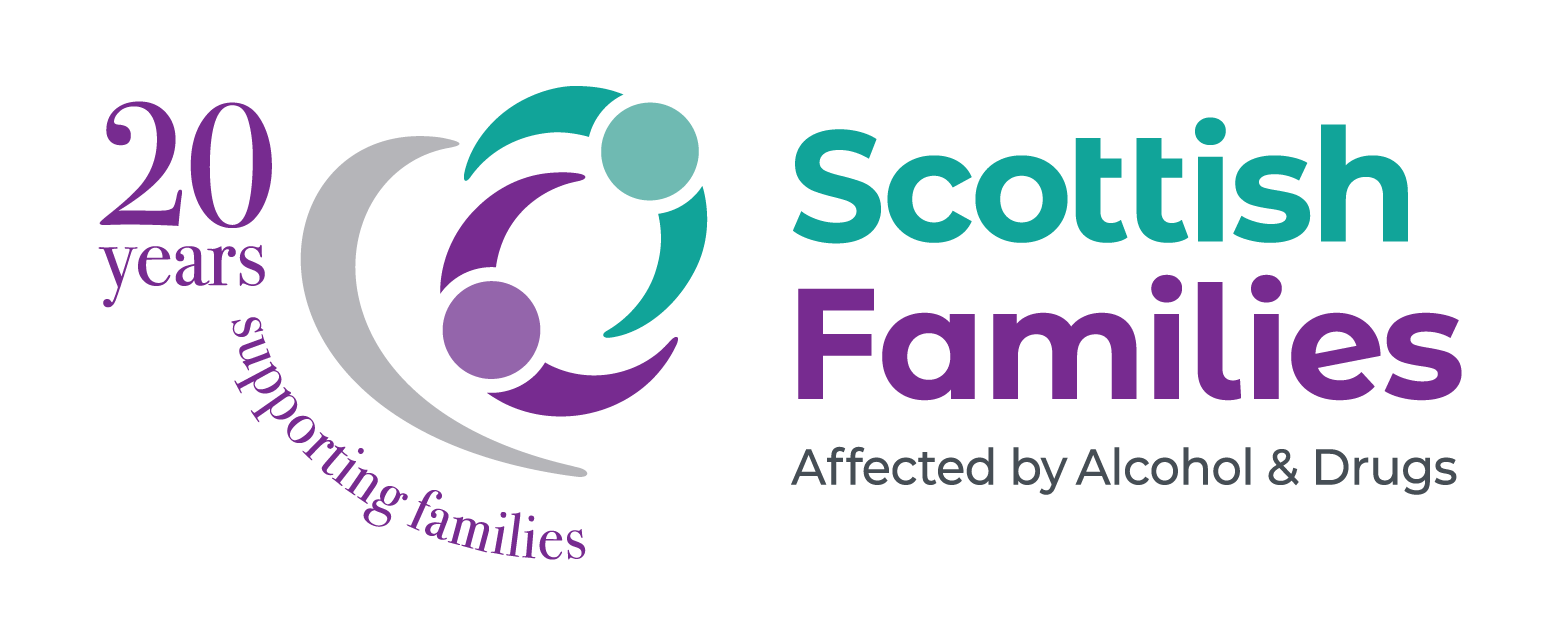 20
years
supporting families
Scottish
Families
Affected by Alcohol & Drugs